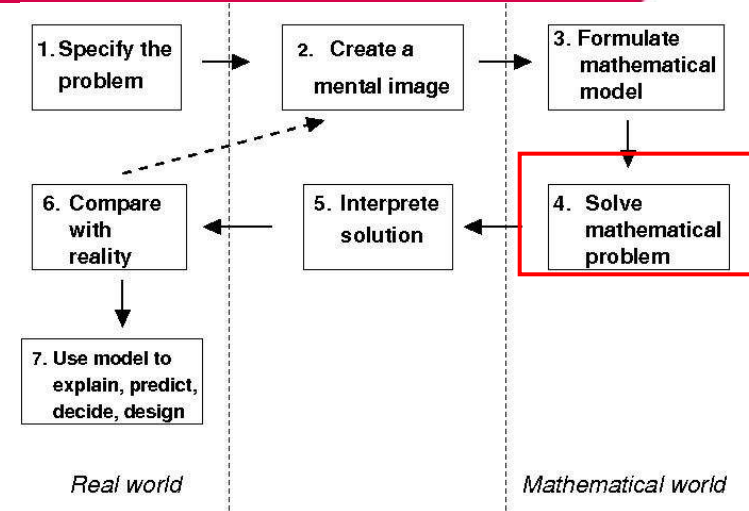 1. Specify the
problem
2. Create a
mental image
3. Formulate
mathematical
model
6. Compare
with
reality
5. Interprete
solution
4. Solve
mathematical
problem
7. Use model to
explain, predict,
decide, design
Real world
Mathematical world